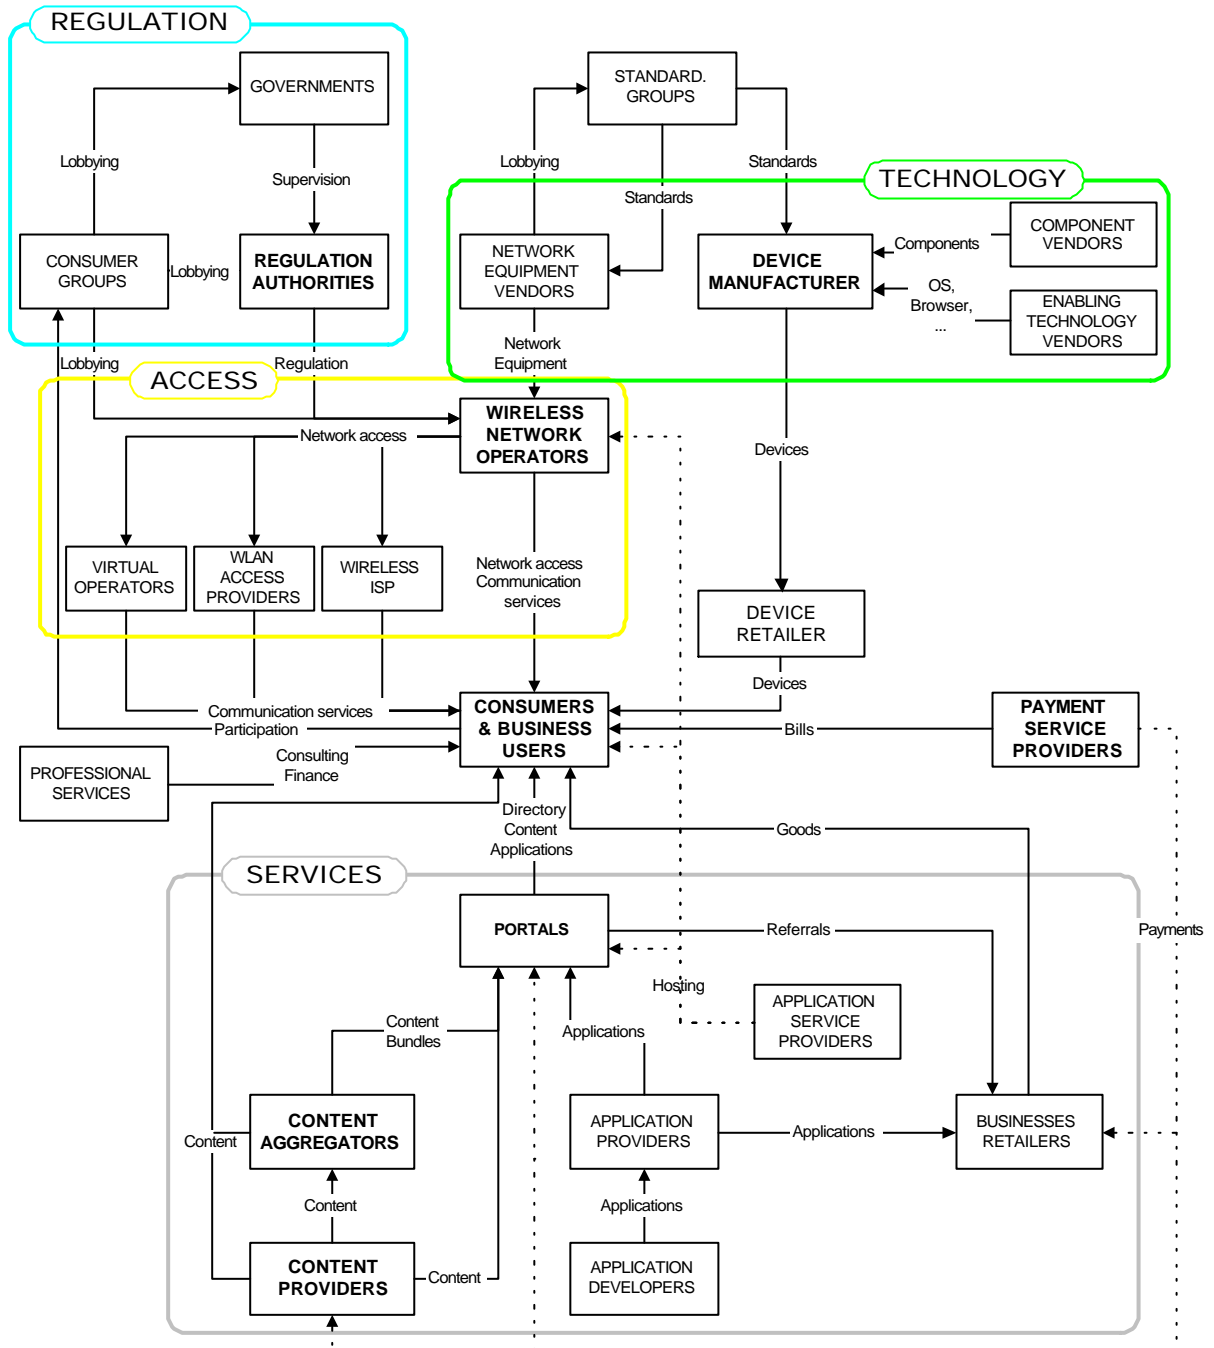 REGULATION
GOVERNMENTS
STANDARD.
GROUPS
Lobbying
Lobbying
Standards
Supervision
TECHNOLOGY
Standards
CONSUMER
GROUPS
Lobbying
REGULATION
AUTHORITIES
NETWORK
EQUIPMENT
VENDORS
DEVICE
MANUFACTURER
Components
COMPONENT
VENDORS
OS,
Browser,
...
ENABLING
TECHNOLOGY
VENDORS
Lobbying
Regulation
Network
Equipment
ACCESS
WIRELESS
NETWORK
OPERATORS
Network access
Devices
VIRTUAL
OPERATORS
WLAN
ACCESS
PROVIDERS
WIRELESS
ISP
Network access
Communication
services
DEVICE
RETAILER
Devices
Communication services
Participation
CONSUMERS
& BUSINESS
USERS
Bills
PAYMENT
SERVICE
PROVIDERS
PROFESSIONAL
SERVICES
Consulting
Finance
Directory
Content
Applications
Goods
SERVICES
PORTALS
Referrals
Payments
Hosting
APPLICATION
SERVICE
PROVIDERS
Content
Bundles
Applications
CONTENT
AGGREGATORS
APPLICATION
PROVIDERS
Applications
BUSINESSES
RETAILERS
Content
Content
Applications
CONTENT
PROVIDERS
Content
APPLICATION
DEVELOPERS